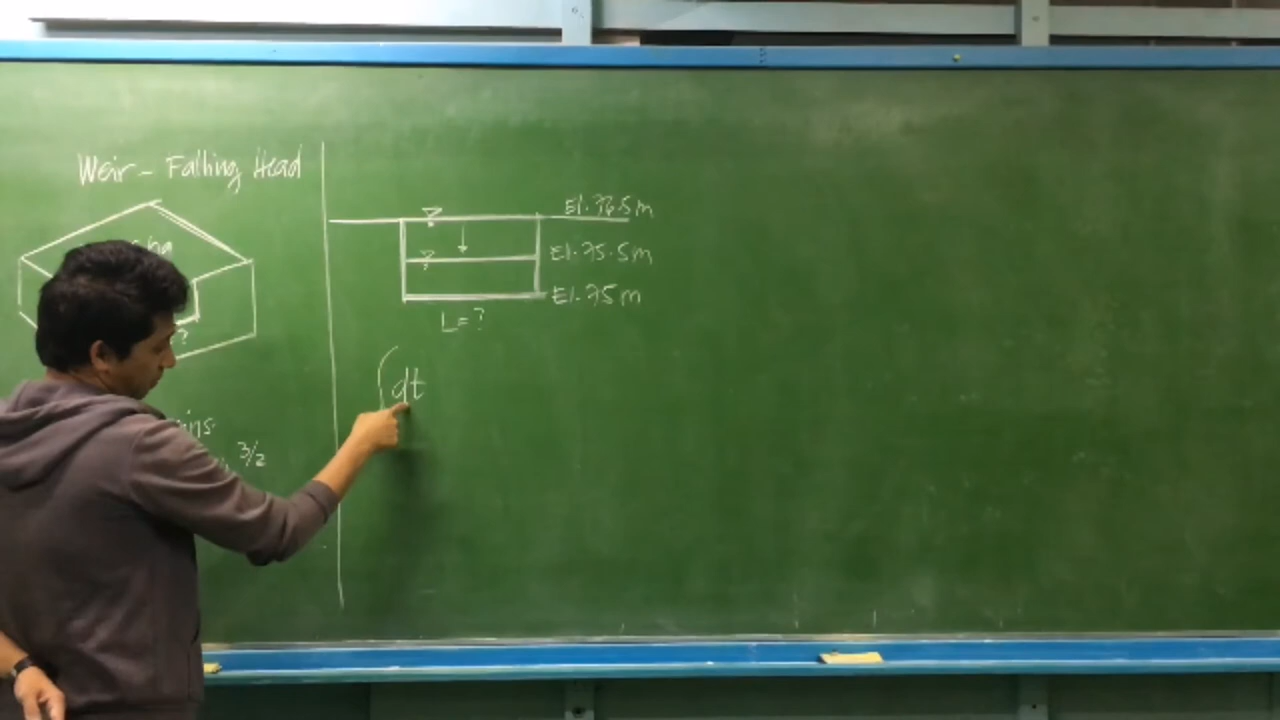 Weir - Falling Head
?
3/2
El. 76.5m
El. 75.5m
El. 75m
L = ?
∫dt